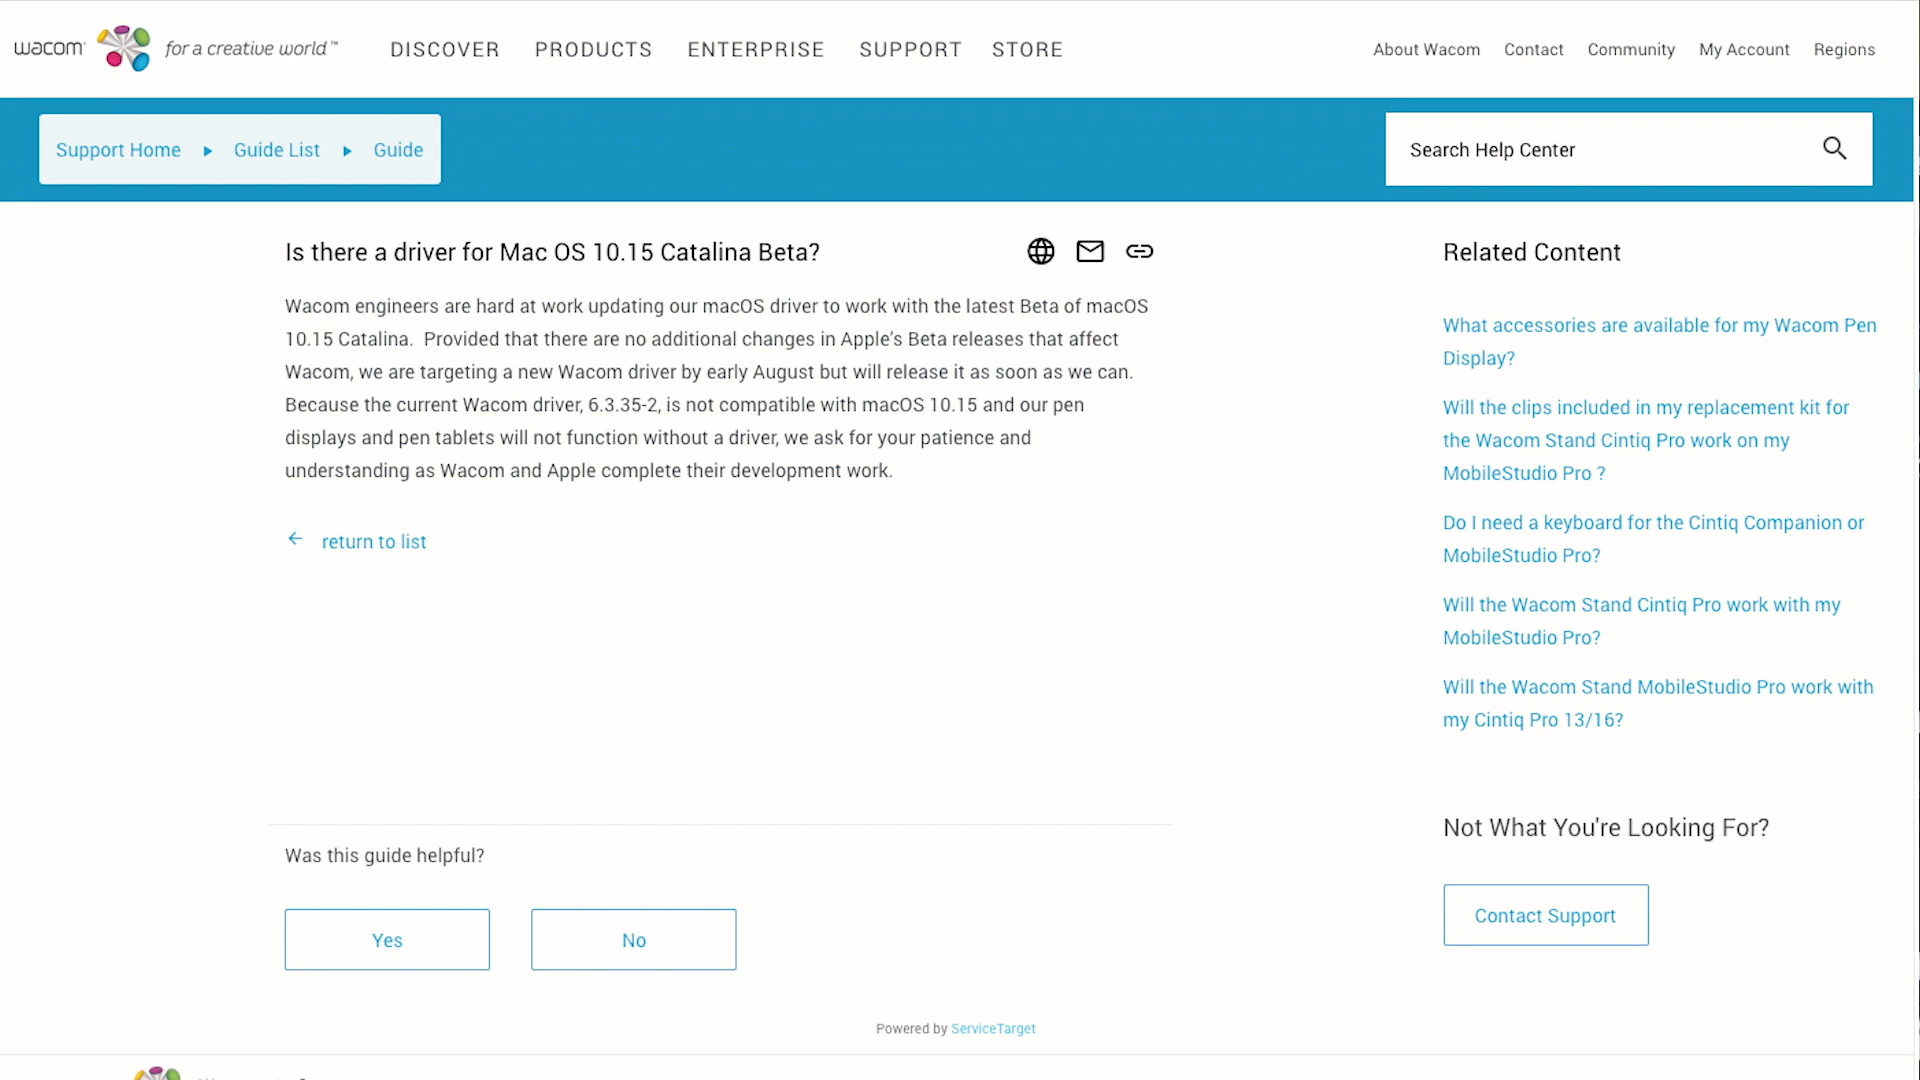 wacom for a creative world™ DISCOVER PRODUCTS ENTERPRISE SUPPORT STORE About Wacom Contact Community My Account Regions
Support Home ▸ Guide List ▸ Guide Search Help Center
Is there a driver for Mac OS 10.15 Catalina Beta?
Wacom engineers are hard at work updating our macOS driver to work with the latest Beta of macOS
10.15 Catalina. Provided that there are no additional changes in Apple's Beta releases that affect
Wacom, we are targeting a new Wacom driver by early August but will release it as soon as we can.
Because the current Wacom driver, 6.3.35-2, is not compatible with macOS 10.15 and our pen
displays and pen tablets will not function without a driver, we ask for your patience and
understanding as Wacom and Apple complete their development work.
return to list
Was this guide helpful?
Yes No
Related Content
What accessories are available for my Wacom Pen
Display?
Will the clips included in my replacement kit for
the Wacom Stand Cintiq Pro work on my
MobileStudio Pro ?
Do I need a keyboard for the Cintiq Companion or
MobileStudio Pro?
Will the Wacom Stand Cintiq Pro work with my
MobileStudio Pro?
Will the Wacom Stand MobileStudio Pro work with
my Cintiq Pro 13/16?
Not What You're Looking For?
Contact Support
Powered by ServiceTarget